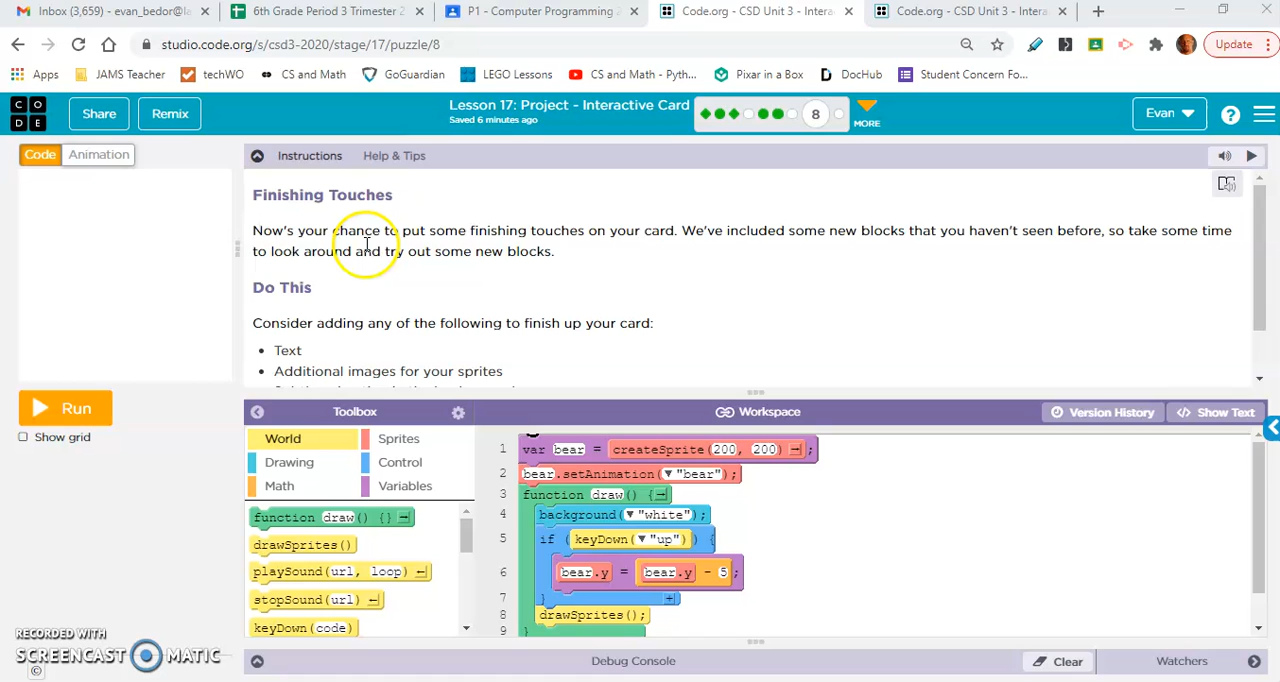 Inbox (3,659) - evan_bedor@la
6th Grade Period 3 Trimester 2
P1 - Computer Programming 2
Code.org - CSD Unit 3 - Intera
Code.org - CSD Unit 3 - Intera
studio.code.org/s/csd3-2020/stage/17/puzzle/8
Update
Apps
JAMS Teacher
techWO
CS and Math
GoGuardian
LEGO Lessons
CS and Math - Pyth...
Pixar in a Box
DocHub
Student Concern Fo...
C O
D E
Share
Remix
Lesson 17: Project - Interactive Card
Saved 6 minutes ago
8
MORE
Evan
?
Code
Animation
Instructions
Help & Tips
Finishing Touches
Now's your chance to put some finishing touches on your card. We've included some new blocks that you haven't seen before, so take some time
to look around and try out some new blocks.
Do This
Consider adding any of the following to finish up your card:
• Text
• Additional images for your sprites
Run
Show grid
Toolbox
Workspace
Version History
</> Show Text
World
Sprites
Drawing
Control
Math
Variables
function draw() {}
drawSprites()
playSound(url, loop)
stopSound(url)
keyDown(code)
1 var bear = createSprite(200, 200);
2 bear.setAnimation("bear");
3 function draw() {
4 background("white");
5 if (keyDown("up")) {
6 bear.y = bear.y - 5;
7 }
8 drawSprites();
9 }
Debug Console
Clear
Watchers
RECORDED WITH
SCREENCAST MATIC
©